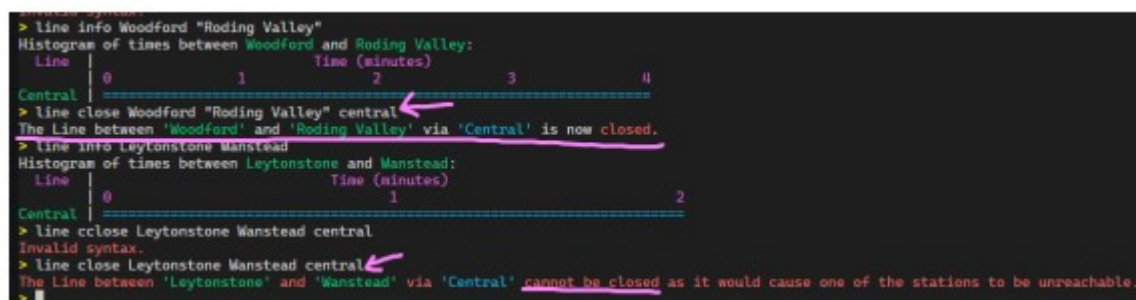 Invalid syntax.
> line info Woodford "Roding Valley"
Histogram of times between Woodford and Roding Valley:
Line | Time (minutes)
| 0 1 2 3 4
Central | ==========================================================================
> line close Woodford "Roding Valley" central
The Line between 'Woodford' and 'Roding Valley' via 'Central' is now closed.
> line info Leytonstone Wanstead
Histogram of times between Leytonstone and Wanstead:
Line | Time (minutes)
| 0 1 2
Central | ===============================================================================
> line cclose Leytonstone Wanstead central
Invalid syntax.
> line close Leytonstone Wanstead central
The Line between 'Leytonstone' and 'Wanstead' via 'Central' cannot be closed as it would cause one of the stations to be unreachable.
>